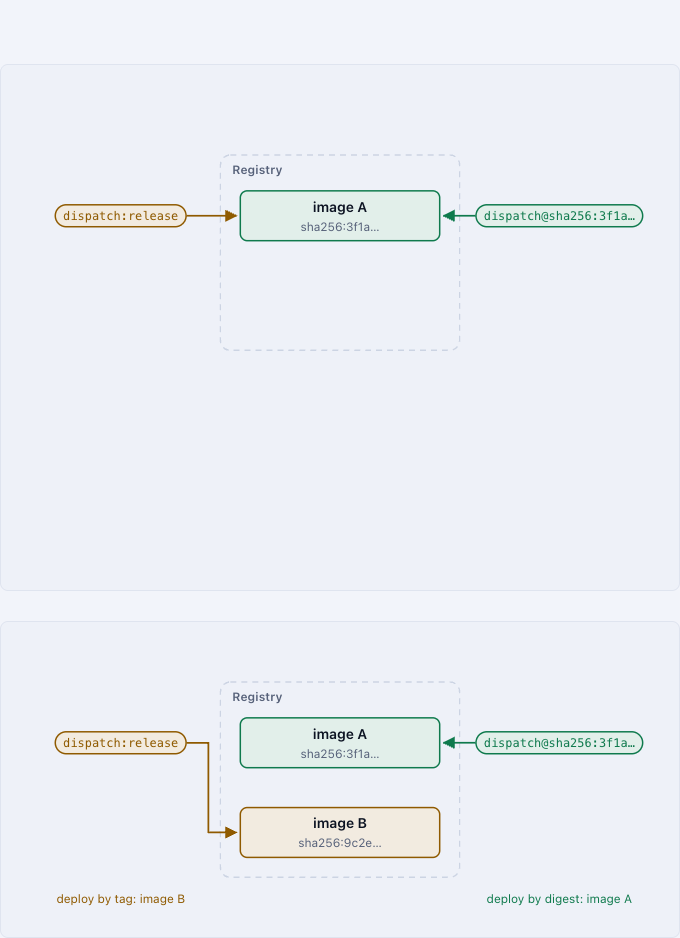 Registry
dispatch:release
image A
sha256:3f1a…
dispatch@sha256:3f1a…
Registry
dispatch:release
image A
sha256:3f1a…
dispatch@sha256:3f1a…
image B
sha256:9c2e…
deploy by tag: image B
deploy by digest: image A